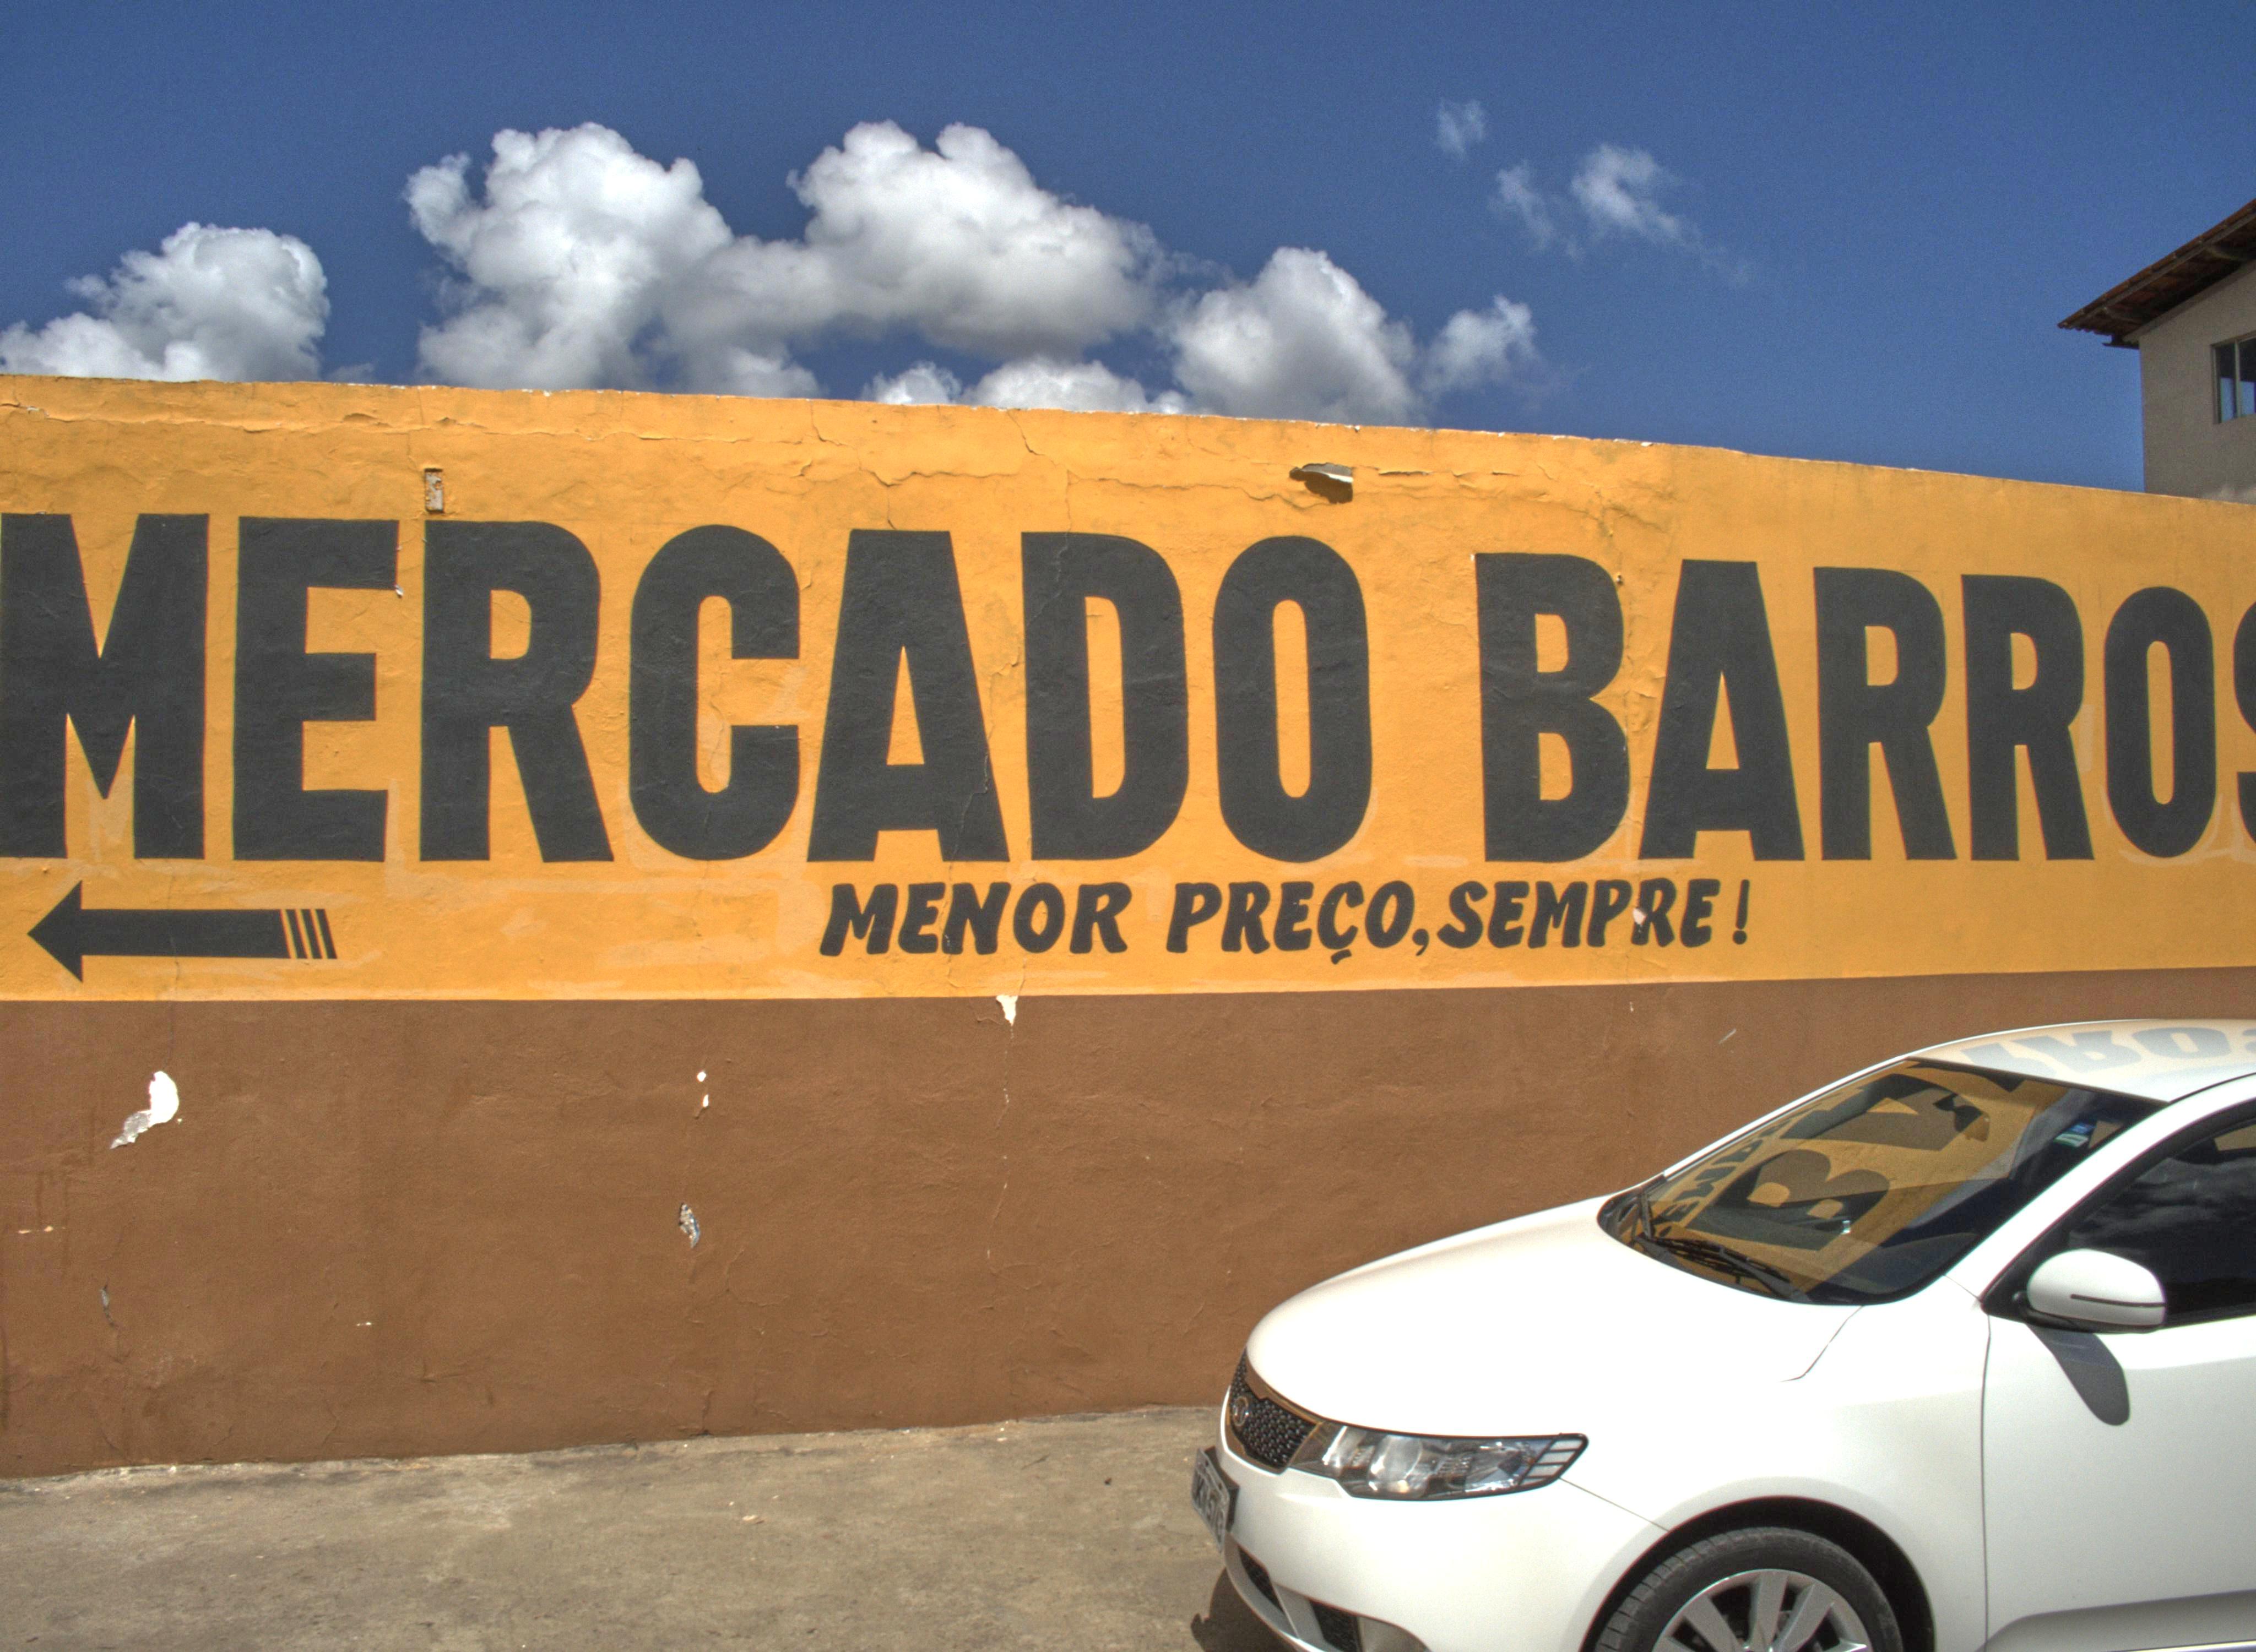 MERCADO BARROS
MENOR PREÇO, SEMPRE!